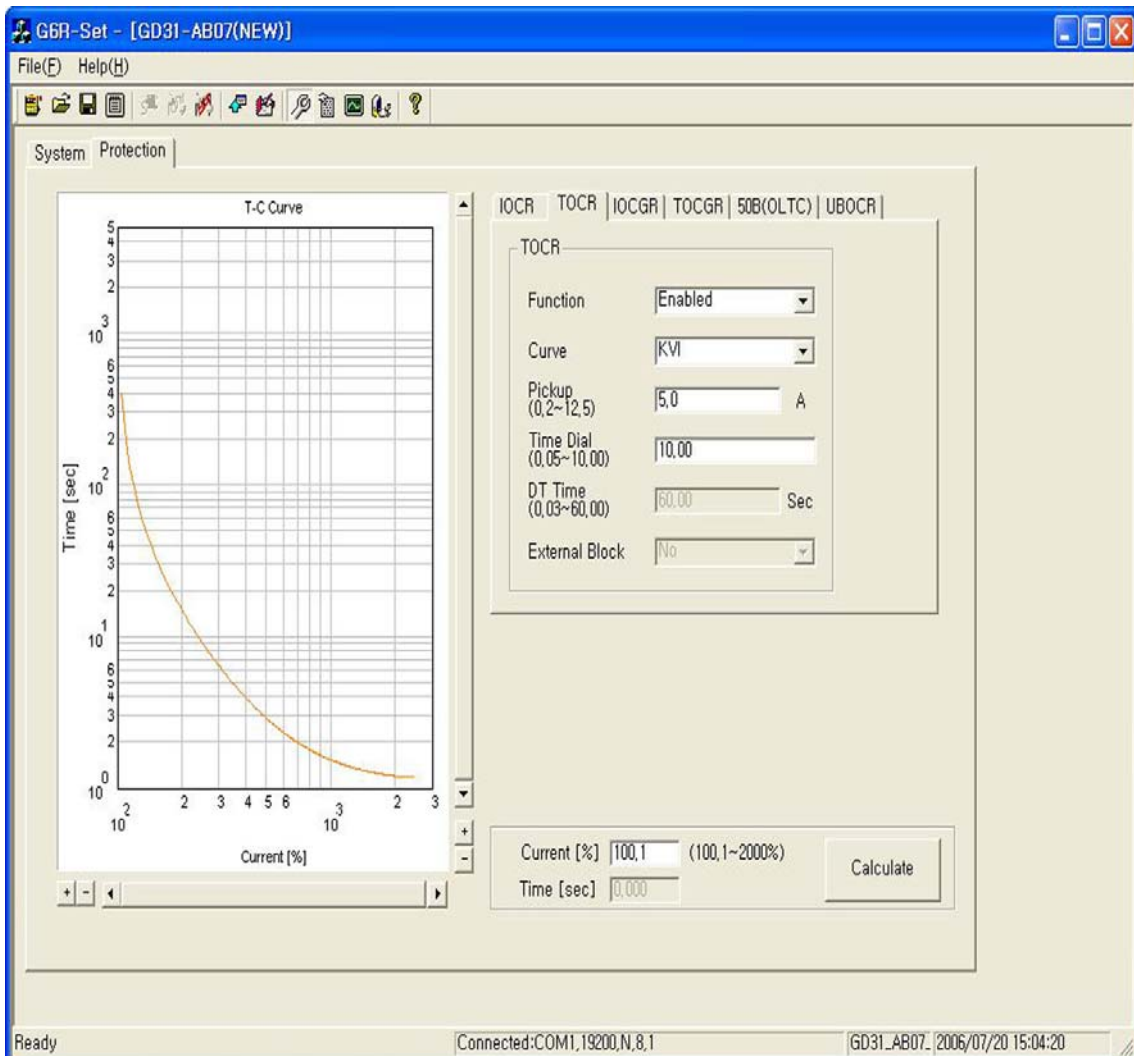 G6R-Set - [GD31-AB07(NEW)]
File(F) Help(H)
System Protection
T-C Curve
5
4
3
2
10 3
6
5
4
3
2
10 2
6
5
4
3
2
10 1
6
5
4
3
2
10 0
Time [sec]
10 2 2 3 4 5 6 10 3 2 3
Current [%]
+ -
+
-
IOCR TOCR IOCGR TOCGR 50B(OLTC) UBOCR
TOCR
Function Enabled
Curve KVI
Pickup
(0,2~12,5) 5,0 A
Time Dial
(0,05~10,00) 10,00
DT Time
(0,03~60,00) 60,00 Sec
External Block No
Current [%] 100,1 (100,1~2000%)
Time [sec] 0,000
Calculate
Ready Connected:COM1,19200,N,8,1 GD31_AB07_ 2006/07/20 15:04:20